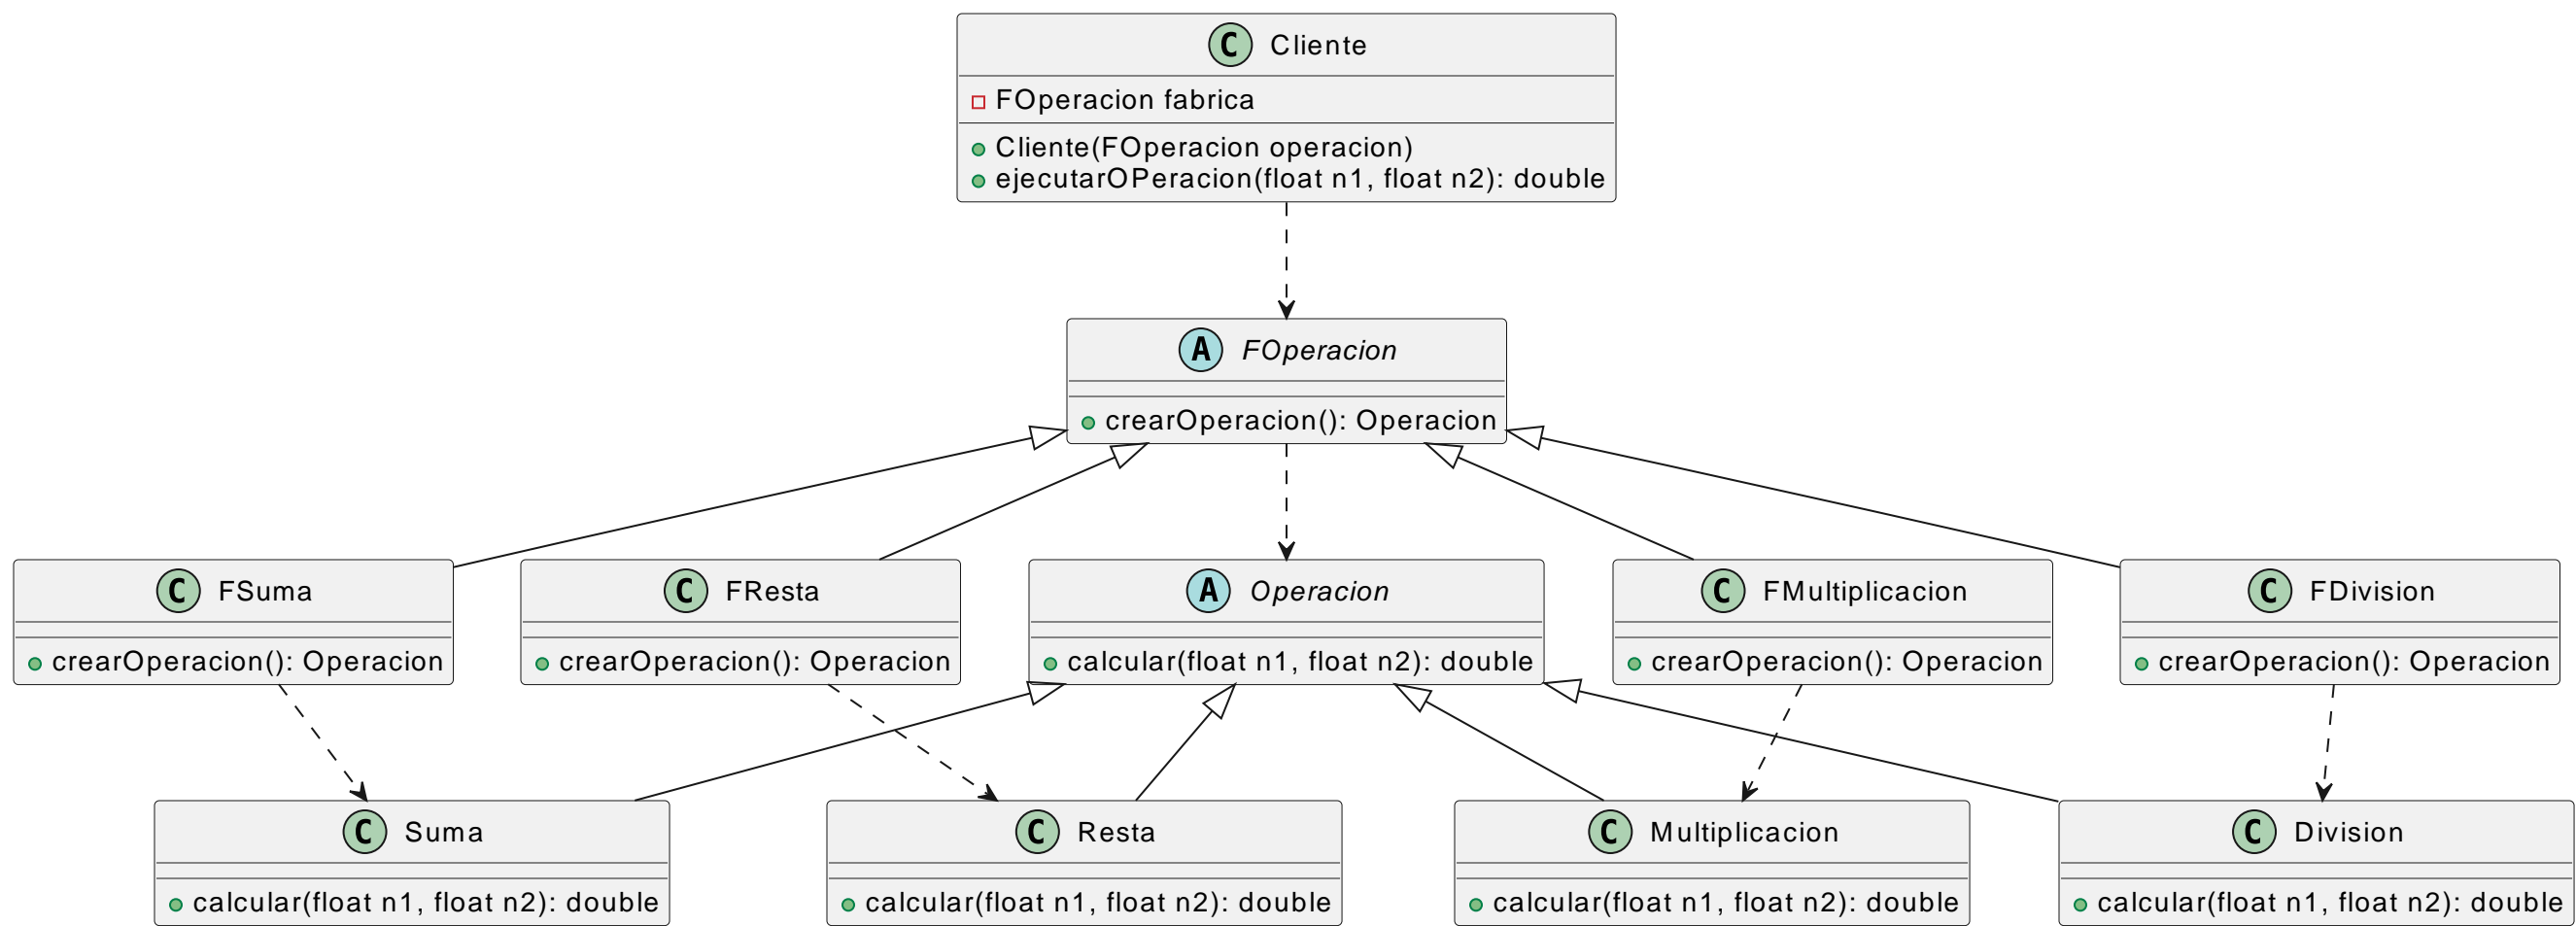 C Cliente
FOperacion fabrica
Cliente(FOperacion operacion)
ejecutarOPeracion(float n1, float n2): double
A FOperacion
crearOperacion(): Operacion
C FSuma
crearOperacion(): Operacion
C FResta
crearOperacion(): Operacion
A Operacion
calcular(float n1, float n2): double
C FMultiplicacion
crearOperacion(): Operacion
C FDivision
crearOperacion(): Operacion
C Suma
calcular(float n1, float n2): double
C Resta
calcular(float n1, float n2): double
C Multiplicacion
calcular(float n1, float n2): double
C Division
calcular(float n1, float n2): double